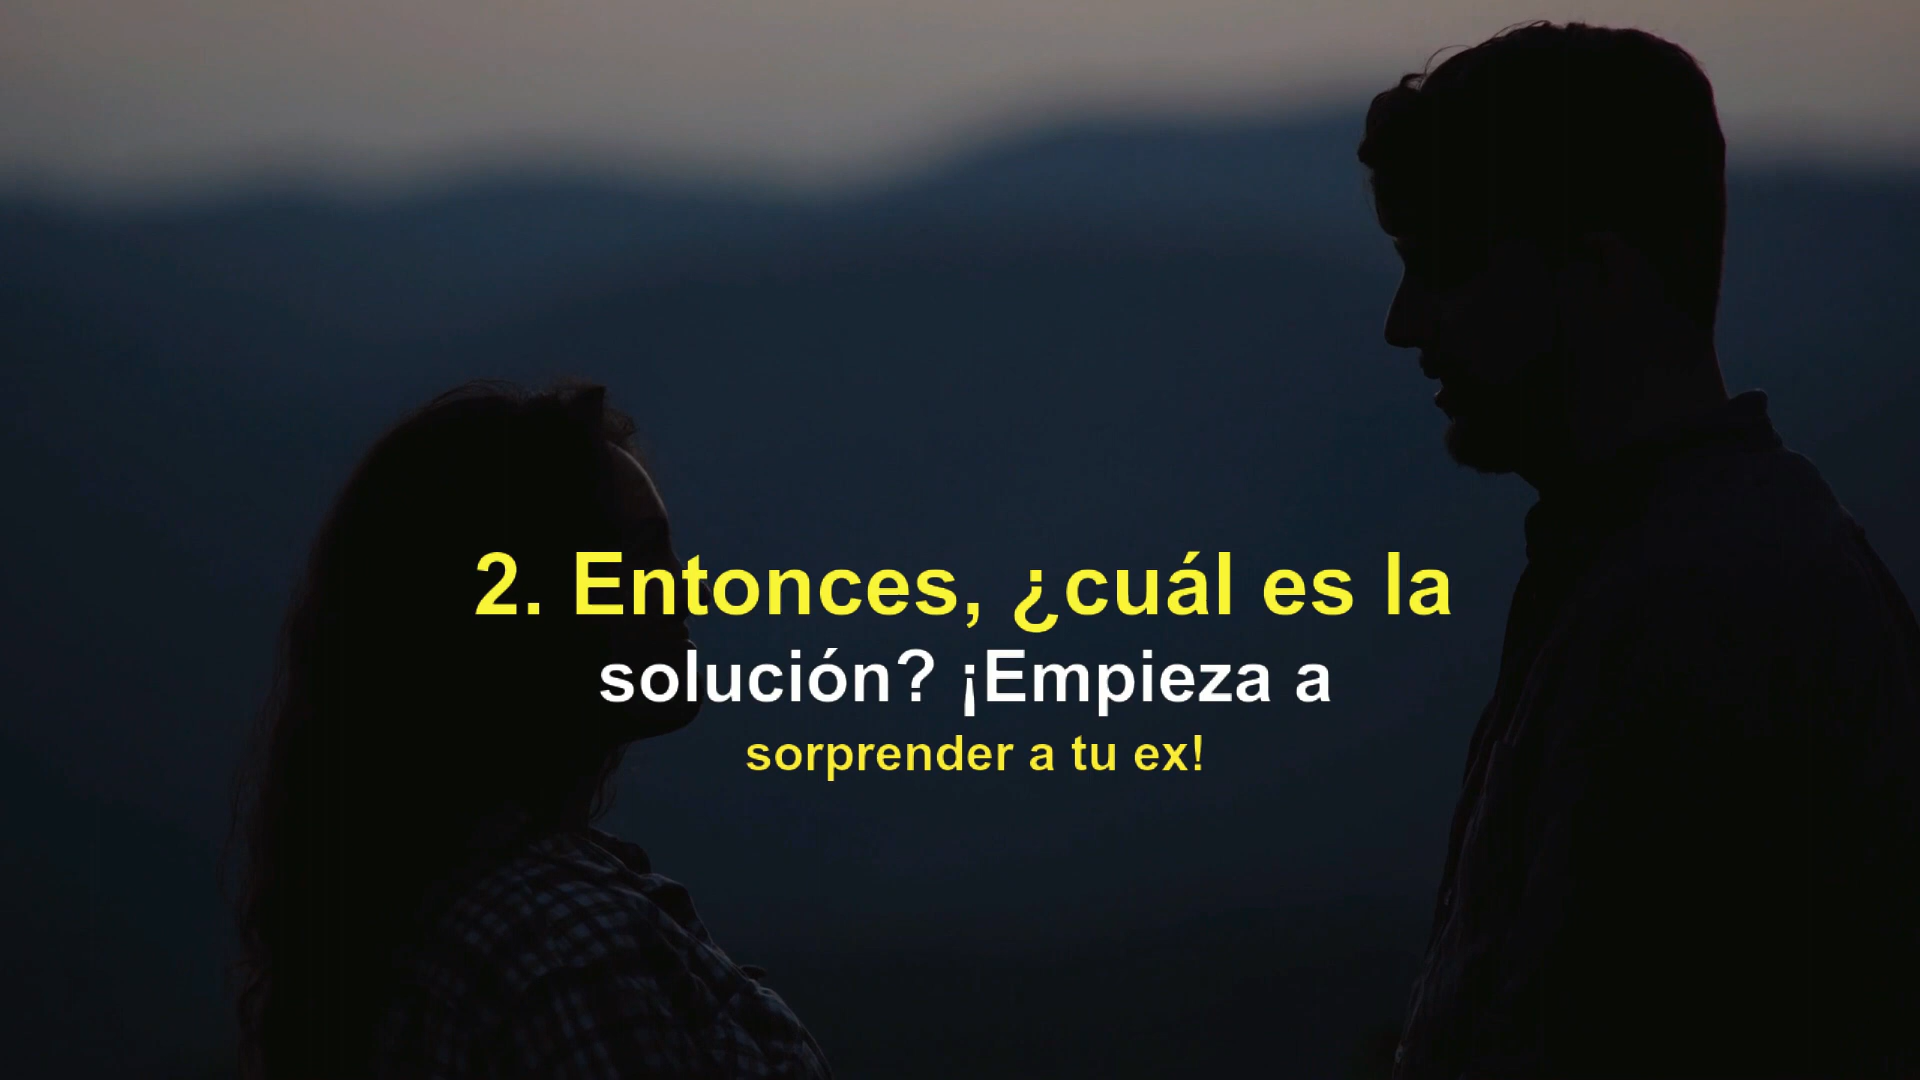 2. Entonces, ¿cuál es la
solución? ¡Empieza a
sorprender a tu ex!